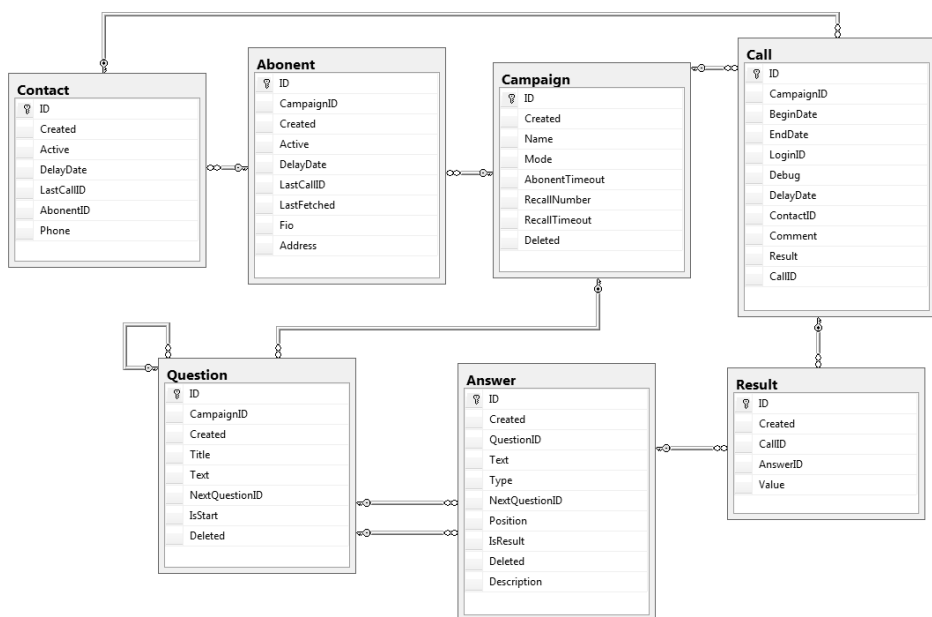 Contact
ID
Created
Active
DelayDate
LastCallID
AbonentID
Phone
Abonent
ID
CampaignID
Created
Active
DelayDate
LastCallID
LastFetched
Fio
Address
Campaign
ID
Created
Name
Mode
AbonentTimeout
RecallNumber
RecallTimeout
Deleted
Call
ID
CampaignID
BeginDate
EndDate
LoginID
Debug
DelayDate
ContactID
Comment
Result
CallID
Question
ID
CampaignID
Created
Title
Text
NextQuestionID
IsStart
Deleted
Answer
ID
Created
QuestionID
Text
Type
NextQuestionID
Position
IsResult
Deleted
Description
Result
ID
Created
CallID
AnswerID
Value